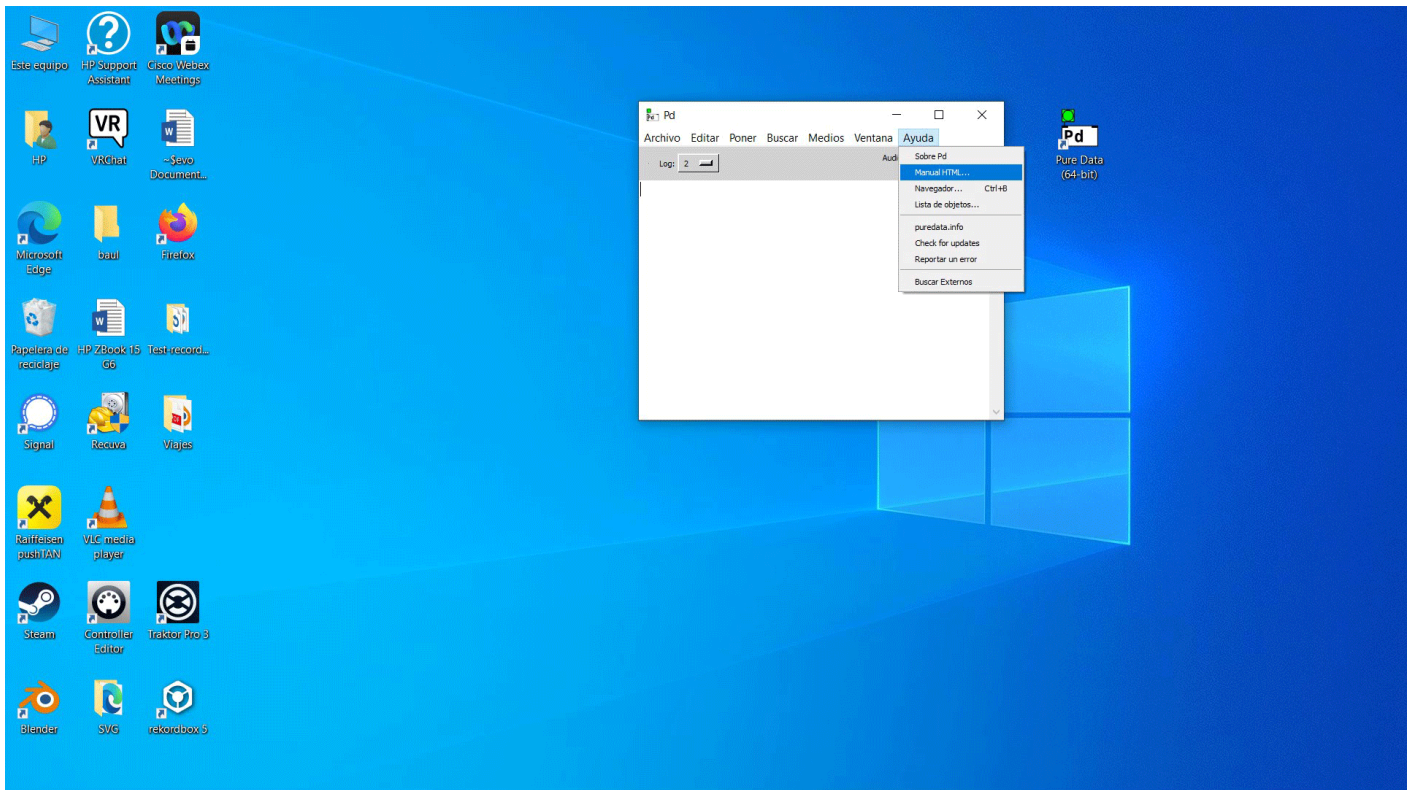 Este equipo
HP Support
Assistant
Cisco Webex
Meetings
HP
VR
VRChat
~$evo
Document...
Microsoft
Edge
baul
Firefox
Papelera de
reciclaje
HP ZBook 15
G6
Test-record...
Signal
Recuva
Viajes
Raiffeisen
pushTAN
VLC media
player
Steam
Controller
Editor
Traktor Pro 3
Blender
SVG
rekordbox 5
Pd
Archivo Editar Poner Buscar Medios Ventana Ayuda
Log: 2
Sobre Pd
Manual HTML...
Navegador... Ctrl+B
Lista de objetos...
puredata.info
Check for updates
Reportar un error
Buscar Externos
Pd
Pure Data
(64-bit)